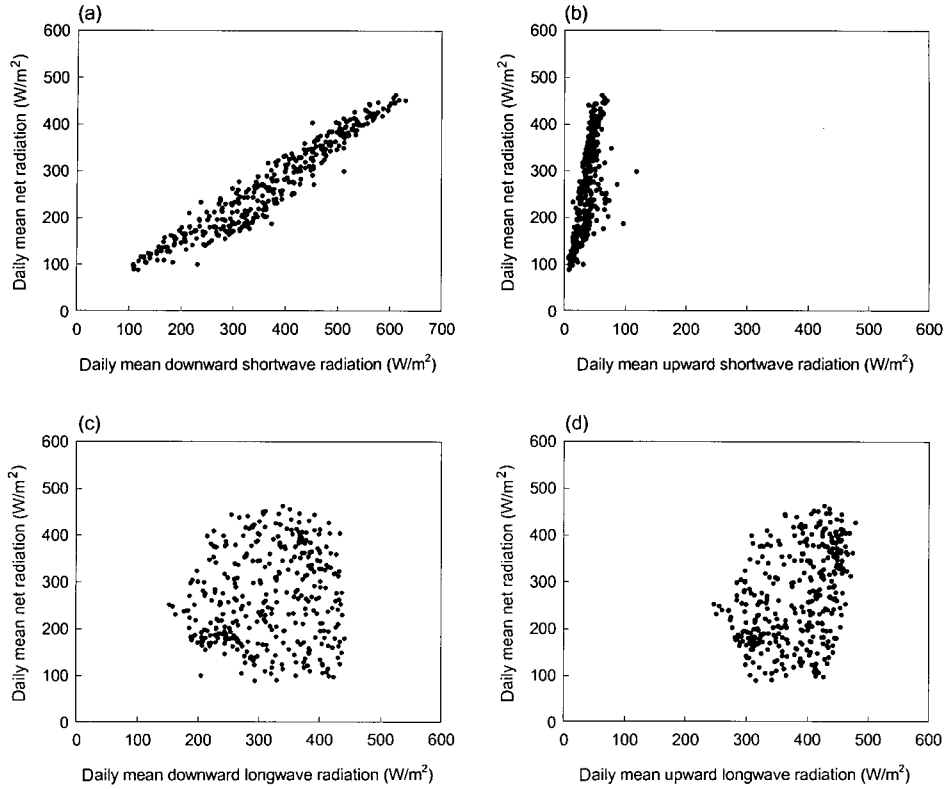 (a)
600
500
400
300
200
100
0
Daily mean net radiation (W/m²)
0 100 200 300 400 500 600 700
Daily mean downward shortwave radiation (W/m²)
(b)
600
500
400
300
200
100
0
Daily mean net radiation (W/m²)
0 100 200 300 400 500 600
Daily mean upward shortwave radiation (W/m²)
(c)
600
500
400
300
200
100
0
Daily mean net radiation (W/m²)
0 100 200 300 400 500 600
Daily mean downward longwave radiation (W/m²)
(d)
600
500
400
300
200
100
0
Daily mean net radiation (W/m²)
0 100 200 300 400 500 600
Daily mean upward longwave radiation (W/m²)